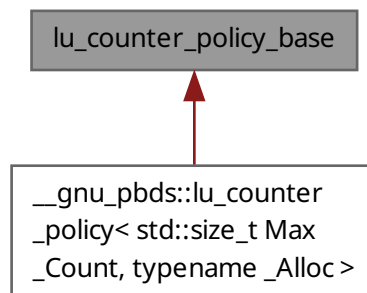 lu_counter_policy_base
__gnu_pbds::lu_counter
_policy< std::size_t Max
_Count, typename _Alloc >